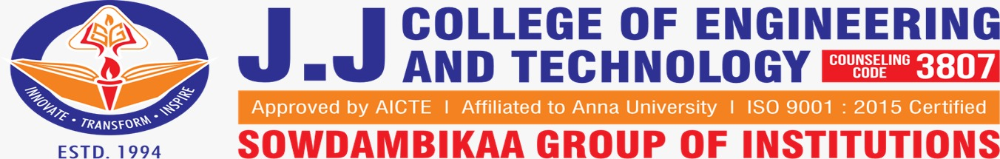 SG
INNOVATE • TRANSFORM • INSPIRE
ESTD. 1994
J.J COLLEGE OF ENGINEERING
AND TECHNOLOGY
COUNSELING
CODE
3807
Approved by AICTE I Affiliated to Anna University I ISO 9001 : 2015 Certified
SOWDAMBIKAA GROUP OF INSTITUTIONS